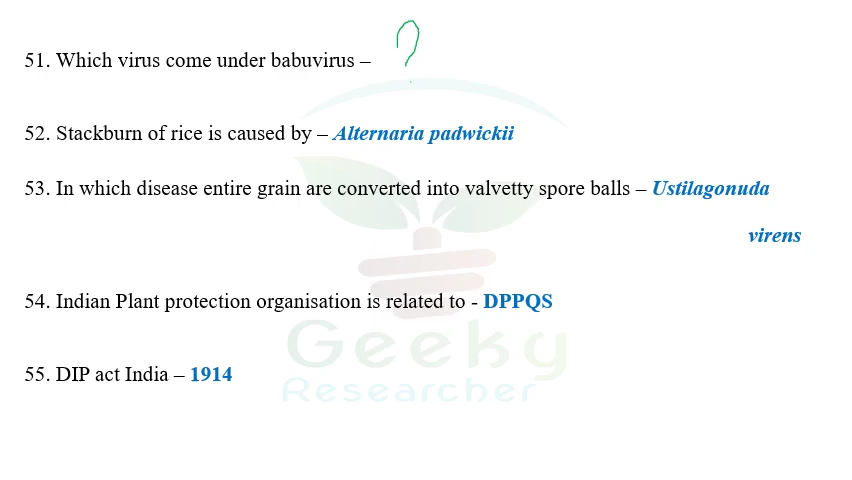 ?
51. Which virus come under babuvirus –
52. Stackburn of rice is caused by – Alternaria padwickii
53. In which disease entire grain are converted into valvetty spore balls – Ustilagonuda
virens
54. Indian Plant protection organisation is related to - DPPQS
Geeky
55. DIP act India – 1914
Researcher